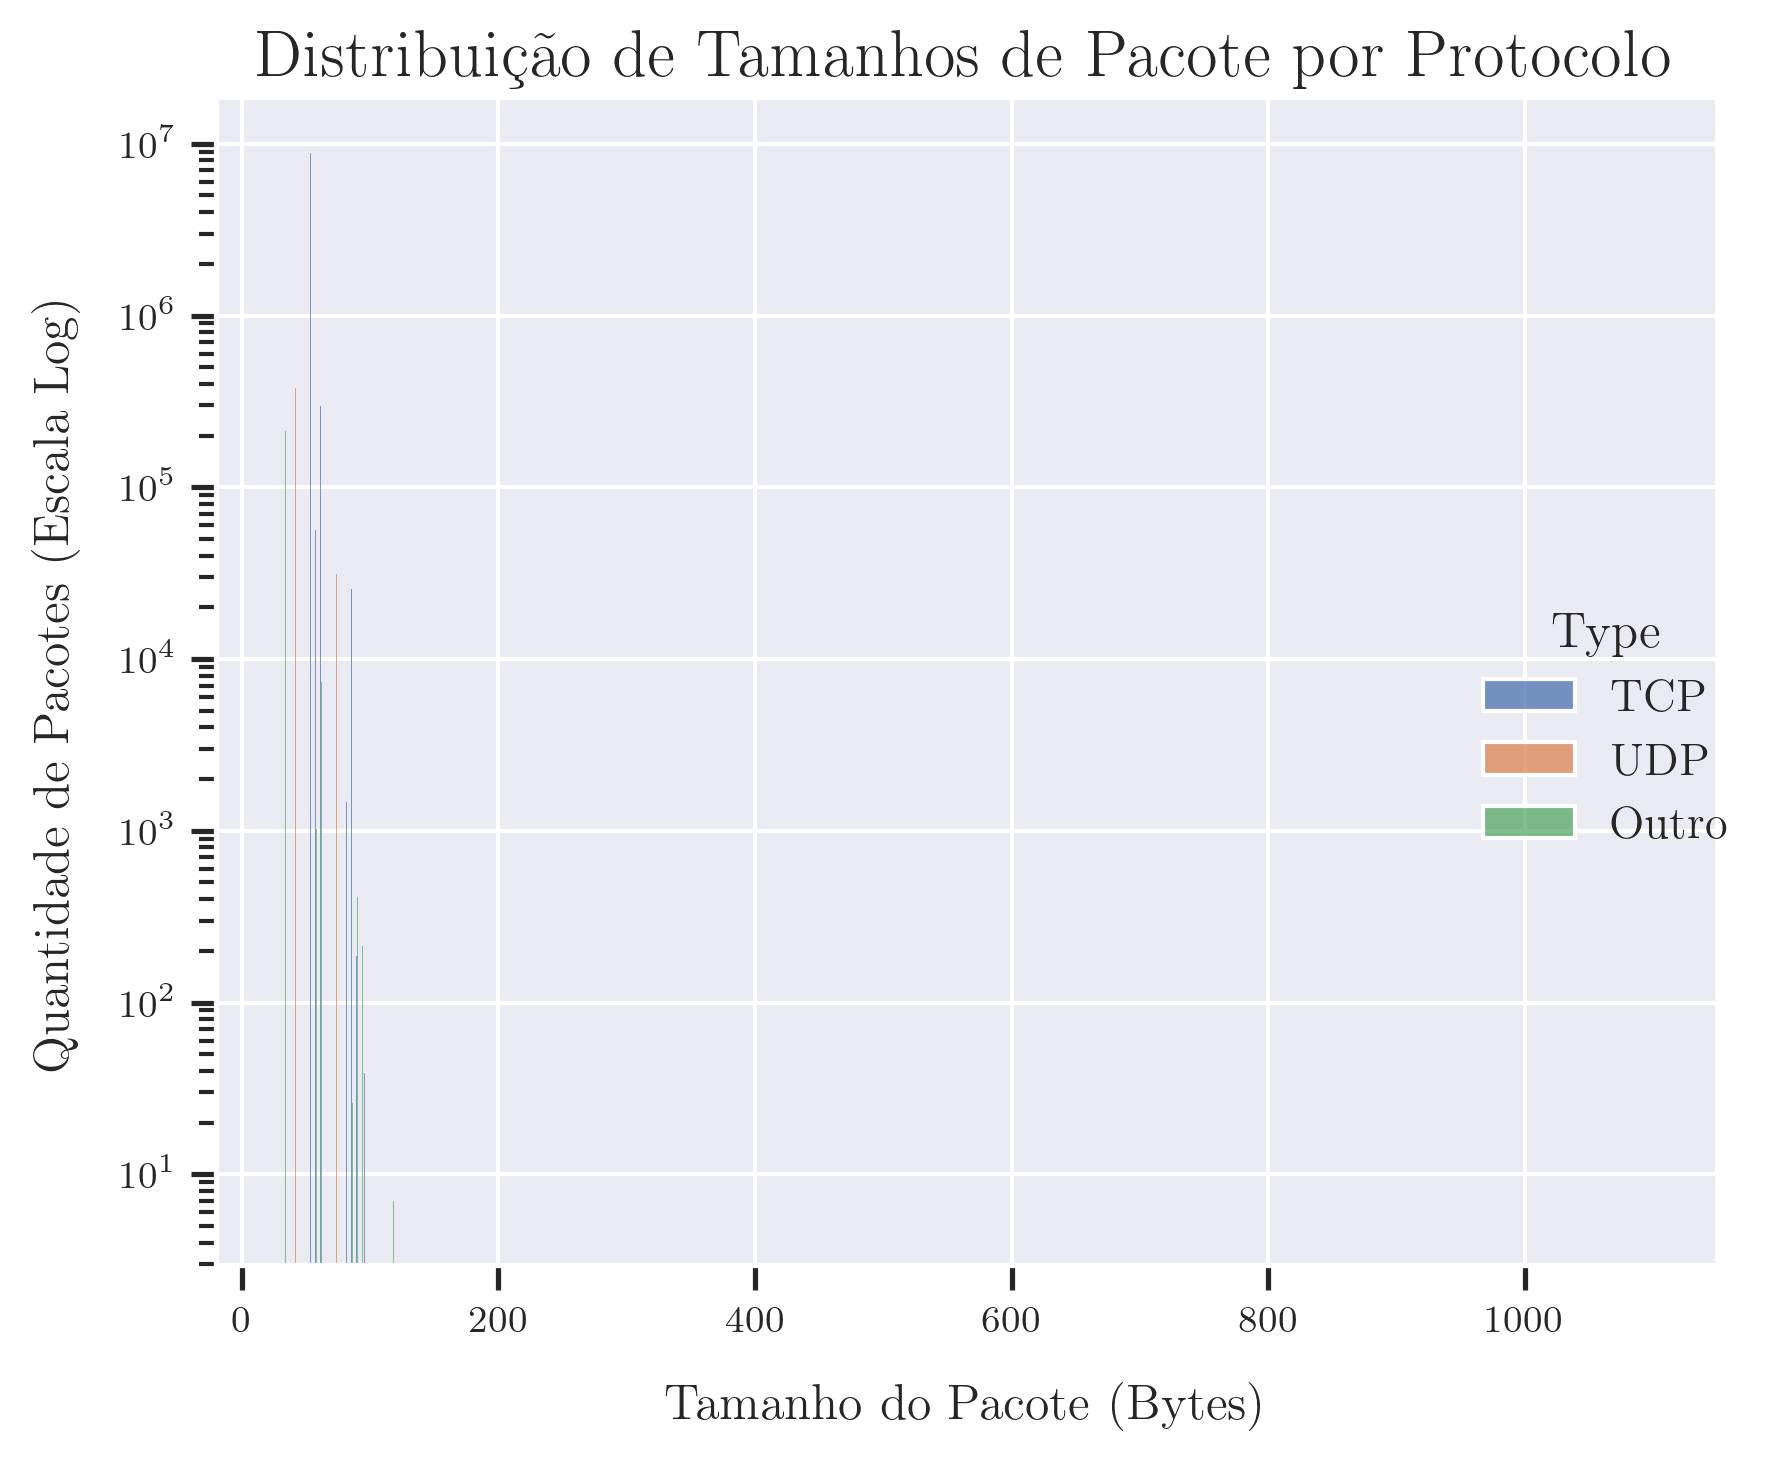 Distribuição de Tamanhos de Pacote por Protocolo
Quantidade de Pacotes (Escala Log)
10^7
10^6
10^5
10^4
10^3
10^2
10^1
Type
TCP
UDP
Outro
0 200 400 600 800 1000
Tamanho do Pacote (Bytes)